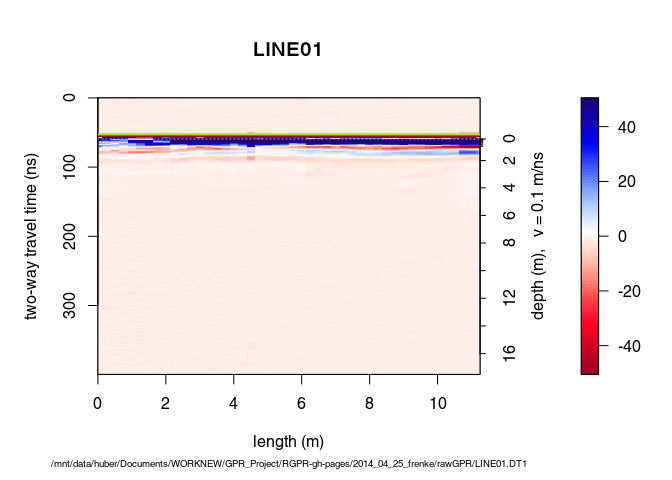 LINE01
two-way travel time (ns)
0
100
200
300
0
2
4
6
8
12
16
depth (m),   v = 0.1 m/ns
40
20
0
-20
-40
0 2 4 6 8 10
length (m)
/mnt/data/huber/Documents/WORKNEW/GPR_Project/RGPR-gh-pages/2014_04_25_frenke/rawGPR/LINE01.DT1